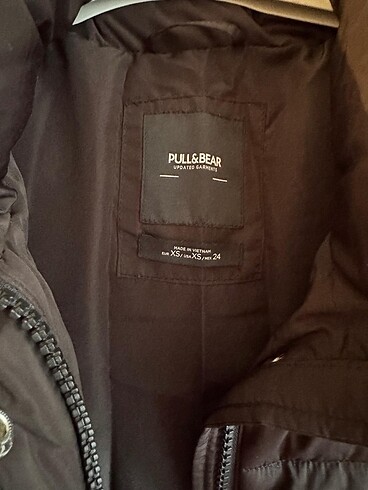 PULL&BEAR
UPDATED GARMENTS
MADE IN VIETNAM
EUR XS/USA XS/MEX 24